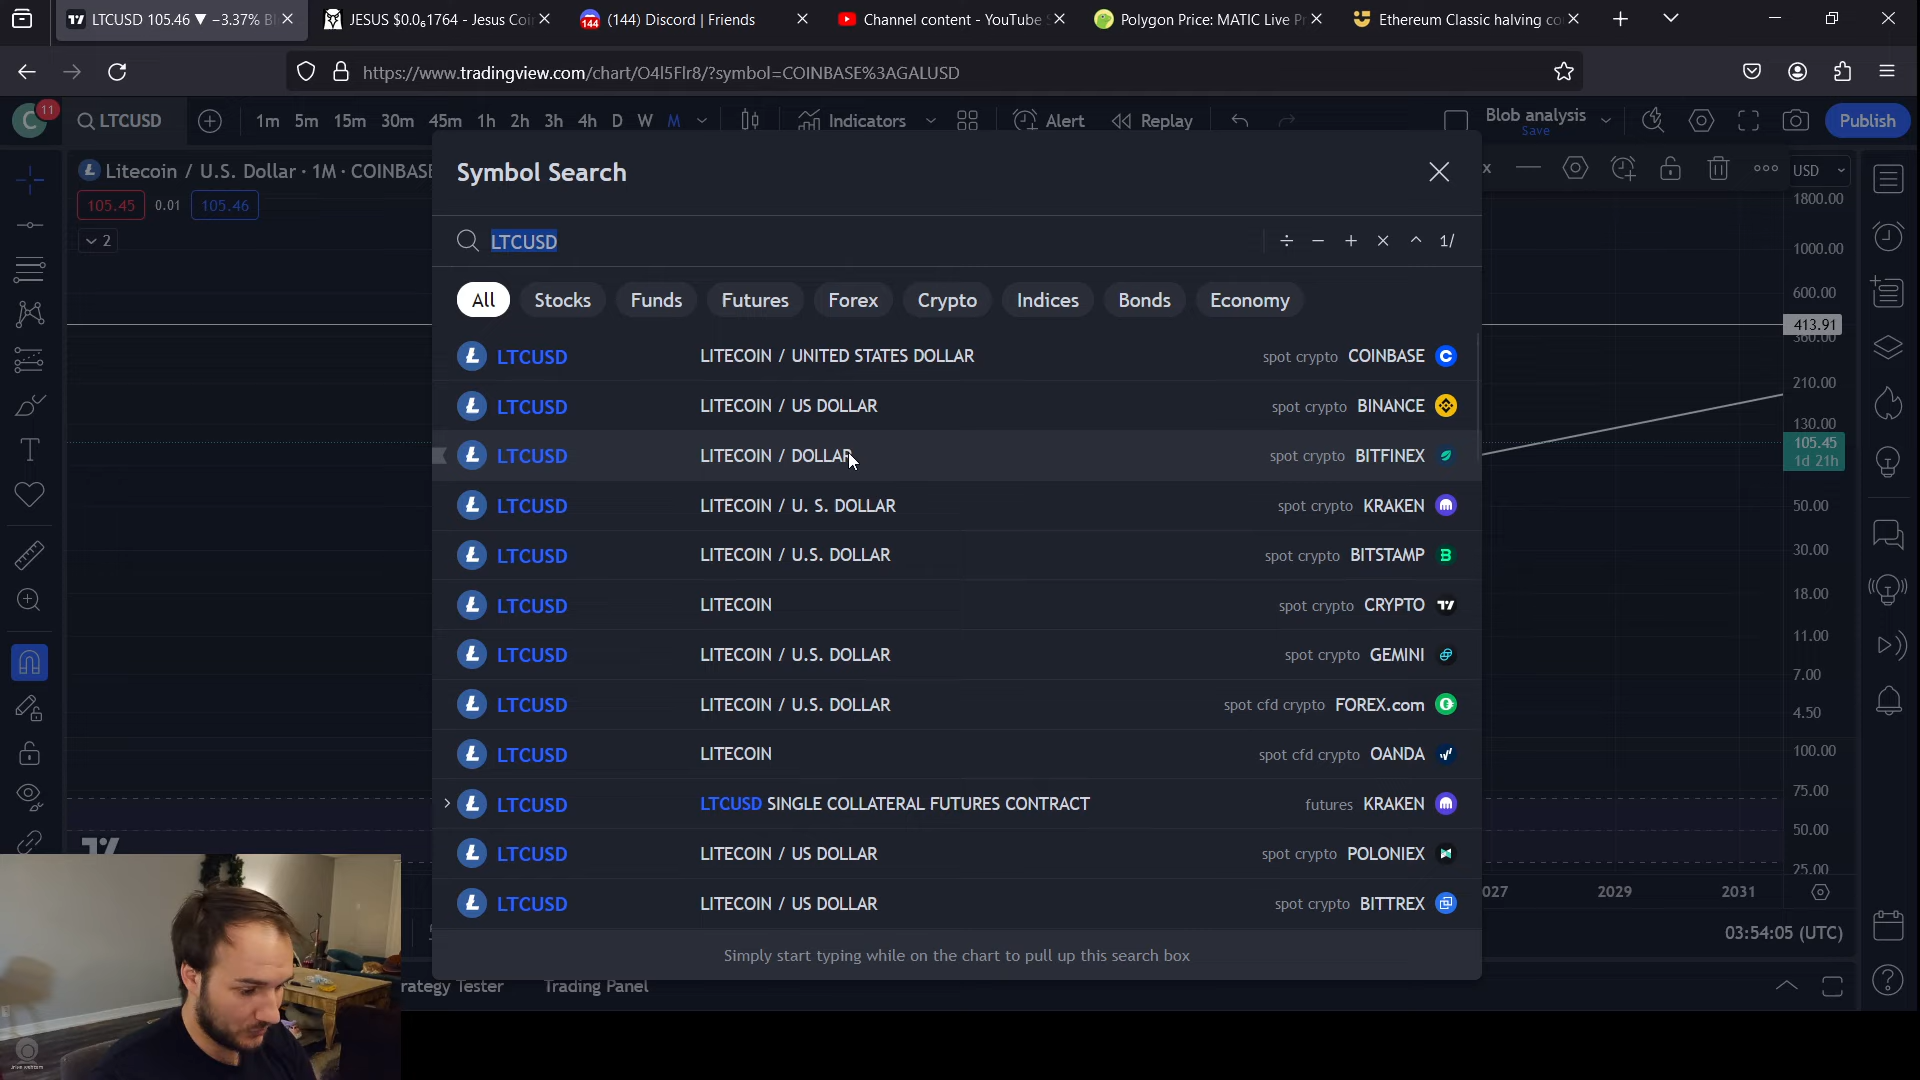 LTCUSD 105.46 ▼ −3.37% Bl
JESUS $0.0₆1764 - Jesus Coi
(144) Discord | Friends
Channel content - YouTube S
Polygon Price: MATIC Live Pr
Ethereum Classic halving co
https://www.tradingview.com/chart/O4l5Flr8/?symbol=COINBASE%3AGALUSD
C 11
LTCUSD
1m 5m 15m 30m 45m 1h 2h 3h 4h D W M
Indicators
Alert
Replay
Blob analysis
Save
Publish
Litecoin / U.S. Dollar · 1M · COINBASE
105.45 0.01 105.46
2
Symbol Search
LTCUSD
÷ − + × ^ 1/
All Stocks Funds Futures Forex Crypto Indices Bonds Economy
LTCUSD LITECOIN / UNITED STATES DOLLAR spot crypto COINBASE
LTCUSD LITECOIN / US DOLLAR spot crypto BINANCE
LTCUSD LITECOIN / DOLLAR spot crypto BITFINEX
LTCUSD LITECOIN / U. S. DOLLAR spot crypto KRAKEN
LTCUSD LITECOIN / U.S. DOLLAR spot crypto BITSTAMP
LTCUSD LITECOIN spot crypto CRYPTO
LTCUSD LITECOIN / U.S. DOLLAR spot crypto GEMINI
LTCUSD LITECOIN / U.S. DOLLAR spot cfd crypto FOREX.com
LTCUSD LITECOIN spot cfd crypto OANDA
LTCUSD LTCUSD SINGLE COLLATERAL FUTURES CONTRACT futures KRAKEN
LTCUSD LITECOIN / US DOLLAR spot crypto POLONIEX
LTCUSD LITECOIN / US DOLLAR spot crypto BITTREX
Simply start typing while on the chart to pull up this search box
USD
1800.00
1000.00
600.00
413.91
360.00
210.00
130.00
105.45
1d 21h
50.00
30.00
18.00
11.00
7.00
4.50
100.00
75.00
50.00
25.00
027 2029 2031
03:54:05 (UTC)
rategy Tester Trading Panel